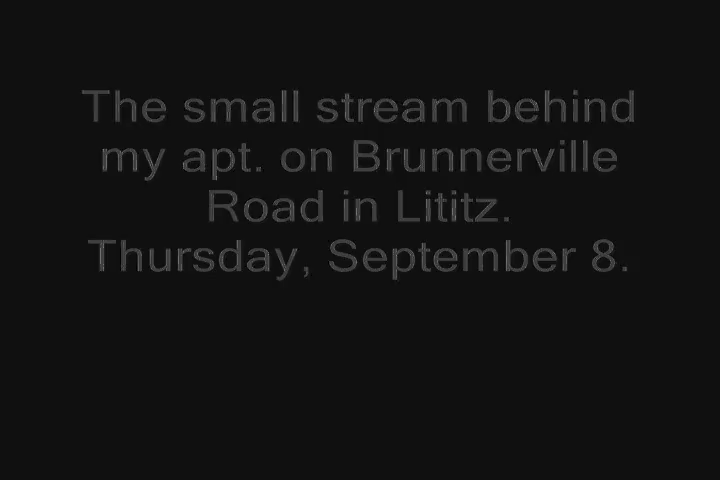 The small stream behind
my apt. on Brunnerville
Road in Lititz.
Thursday, September 8.